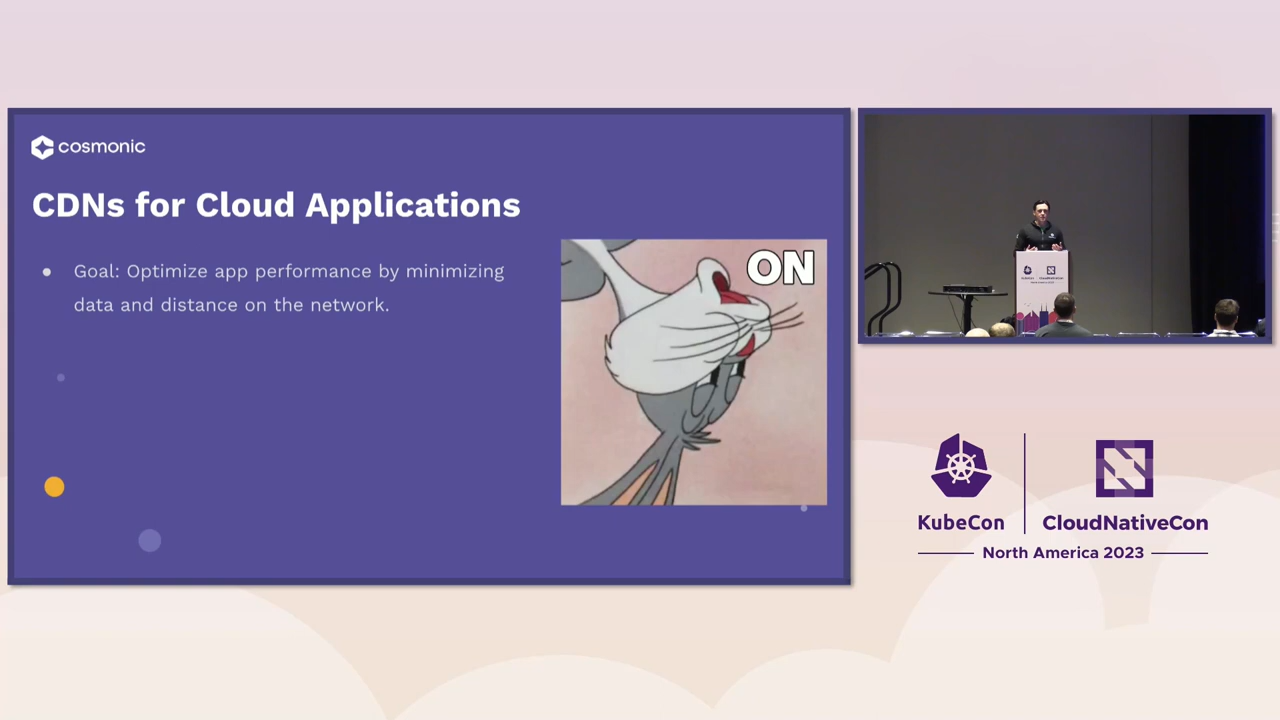 cosmonic
CDNs for Cloud Applications
Goal: Optimize app performance by minimizing
data and distance on the network.
ON
KubeCon
CloudNativeCon
North America 2023